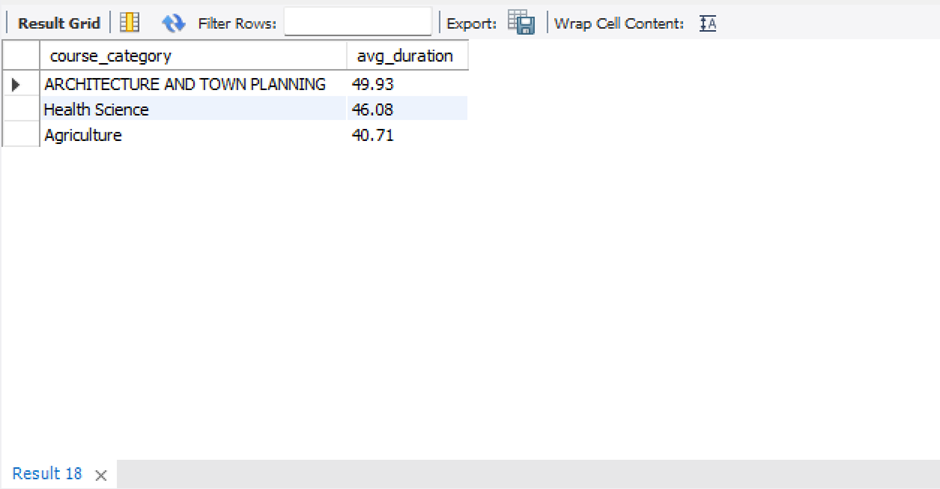 Result Grid Filter Rows: Export: Wrap Cell Content: IA
course_category avg_duration
ARCHITECTURE AND TOWN PLANNING 49.93
Health Science 46.08
Agriculture 40.71
Result 18 ×